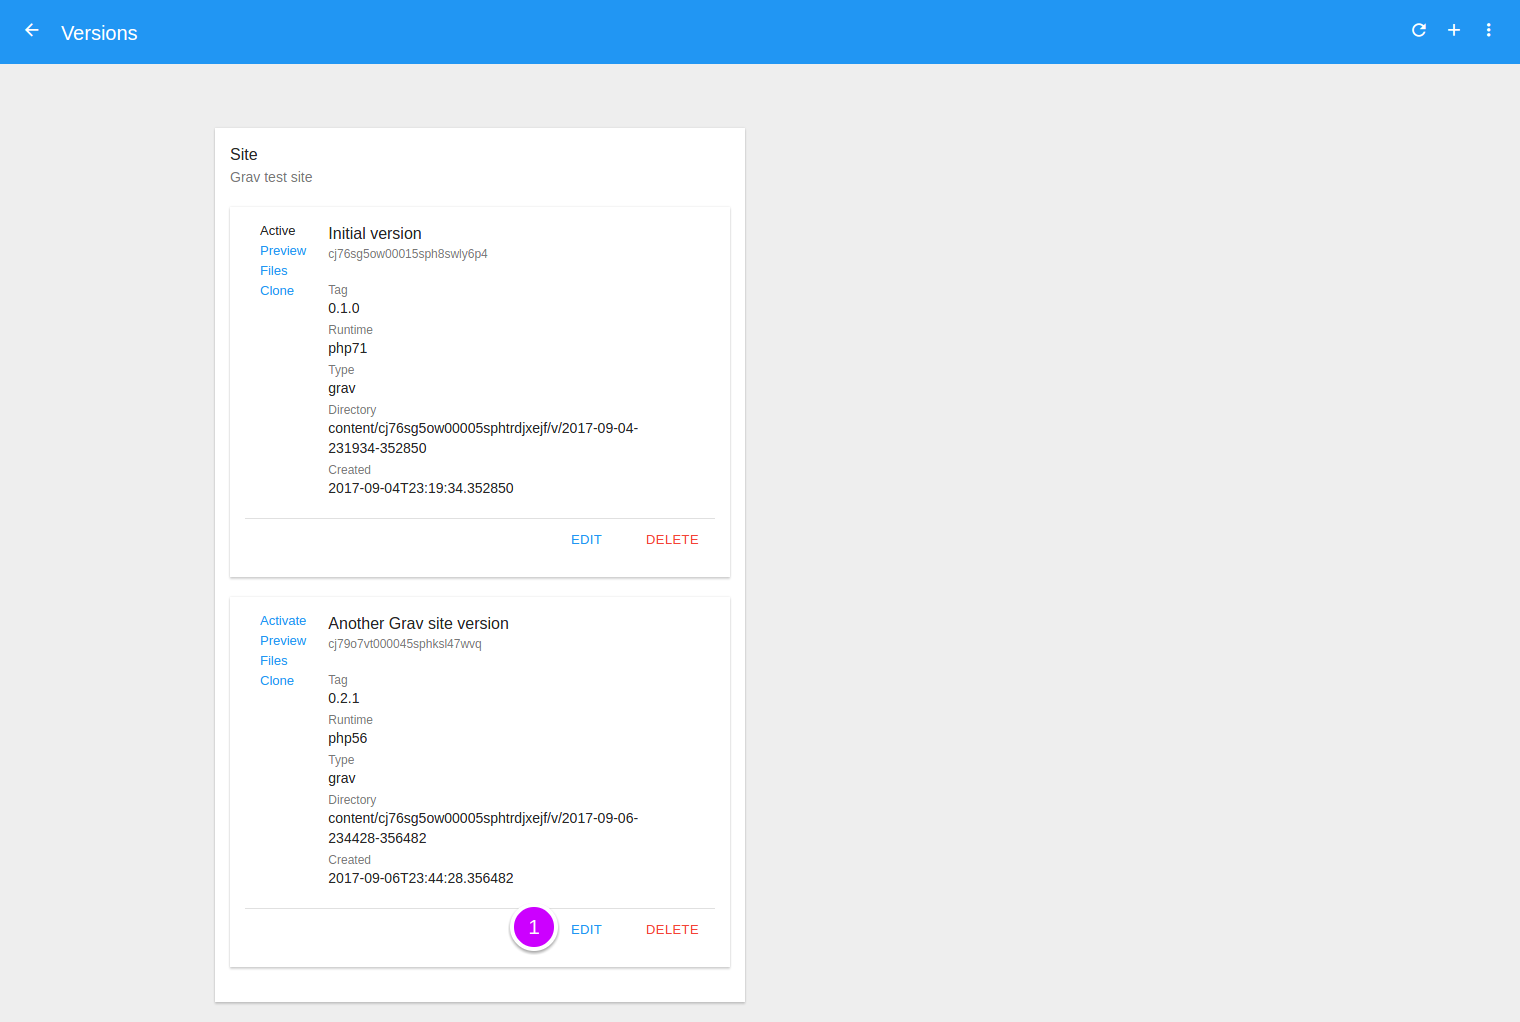 Versions
Site
Grav test site
Active
Preview
Files
Clone
Initial version
cj76sg5ow00015sph8swly6p4
Tag
0.1.0
Runtime
php71
Type
grav
Directory
content/cj76sg5ow00005sphtrdjxejf/v/2017-09-04-
231934-352850
Created
2017-09-04T23:19:34.352850
EDIT DELETE
Activate
Preview
Files
Clone
Another Grav site version
cj79o7vt000045sphksl47wvq
Tag
0.2.1
Runtime
php56
Type
grav
Directory
content/cj76sg5ow00005sphtrdjxejf/v/2017-09-06-
234428-356482
Created
2017-09-06T23:44:28.356482
1 EDIT DELETE